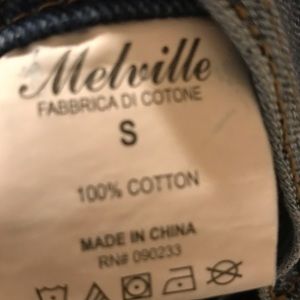 Melville
FABBRICA DI COTONE
S
100% COTTON
MADE IN CHINA
RN# 090233